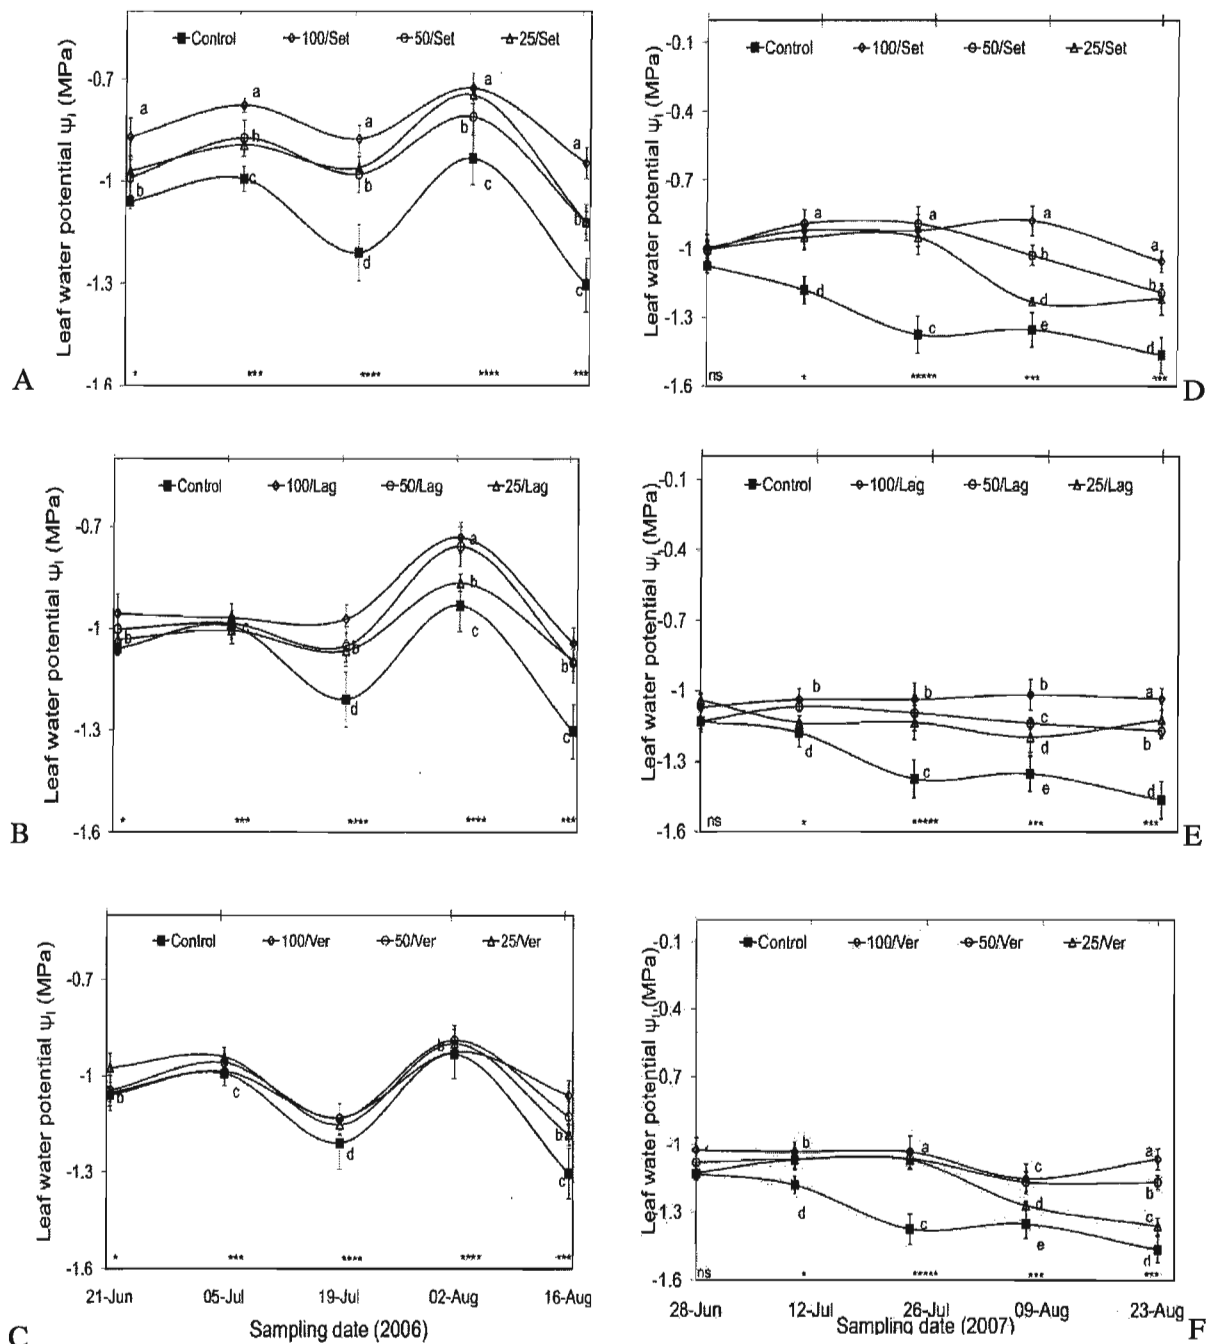 Control 100/Set 50/Set 25/Set
Leaf water potential ψl (MPa)
-0.7
-1
-1.3
-1.6
a a a a a
b b b b b
c d c c
* *** **** **** ***
A
Control 100/Set 50/Set 25/Set
Leaf water potential ψl (MPa)
-0.1
-0.4
-0.7
-1
-1.3
-1.6
a a a a
b b
d c d e d
ns * ***** *** ***
D
Control 100/Lag 50/Lag 25/Lag
Leaf water potential ψl (MPa)
-0.7
-1
-1.3
-1.6
a
b c b b b
d c c
* *** **** **** ***
B
Control 100/Lag 50/Lag 25/Lag
Leaf water potential ψl (MPa)
-0.1
-0.4
-0.7
-1
-1.3
-1.6
b b b a
c b
d c d e d
ns * ***** *** ***
E
Control 100/Ver 50/Ver 25/Ver
Leaf water potential ψl (MPa)
-0.7
-1
-1.3
-1.6
b c d b b c
* *** **** **** ***
21-Jun 05-Jul 19-Jul 02-Aug 16-Aug
Sampling date (2006)
C
Control 100/Ver 50/Ver 25/Ver
Leaf water potential ψl (MPa)
-0.1
-0.4
-0.7
-1
-1.3
-1.6
b a c a
b
d c d e c d
ns * ***** *** ***
28-Jun 12-Jul 26-Jul 09-Aug 23-Aug
Sampling date (2007)
F